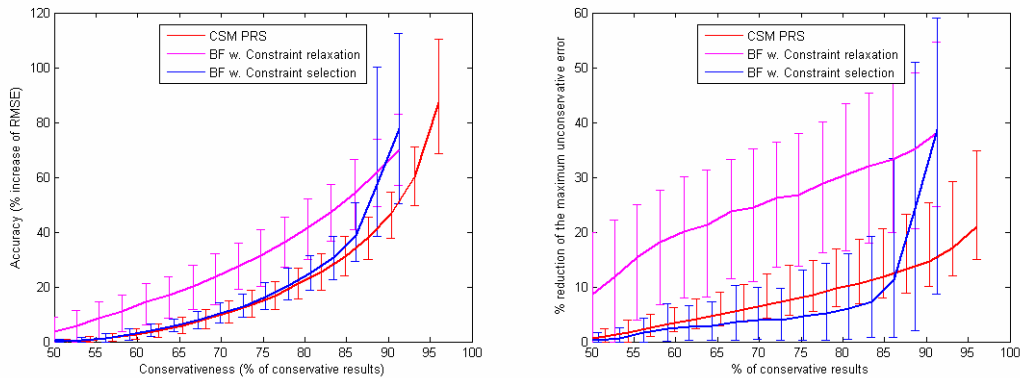 120
100
80
60
40
20
0
Accuracy (% increase of RMSE)
CSM PRS
BF w. Constraint relaxation
BF w. Constraint selection
50 55 60 65 70 75 80 85 90 95 100
Conservativeness (% of conservative results)
60
50
40
30
20
10
0
% reduction of the maximum unconservative error
CSM PRS
BF w. Constraint relaxation
BF w. Constraint selection
50 55 60 65 70 75 80 85 90 95 100
% of conservative results